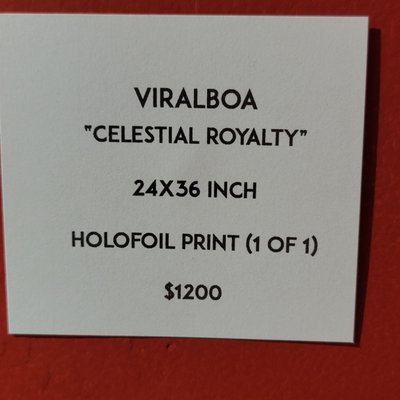 VIRALBOA
"CELESTIAL ROYALTY"
24X36 INCH
HOLOFOIL PRINT (1 OF 1)
$1200